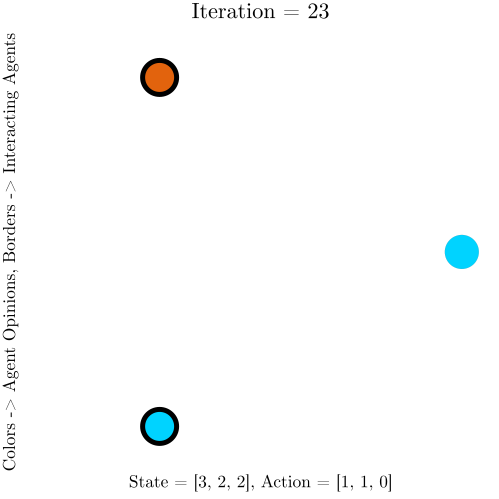 Iteration = 23
Colors -> Agent Opinions, Borders -> Interacting Agents
State = [3, 2, 2], Action = [1, 1, 0]